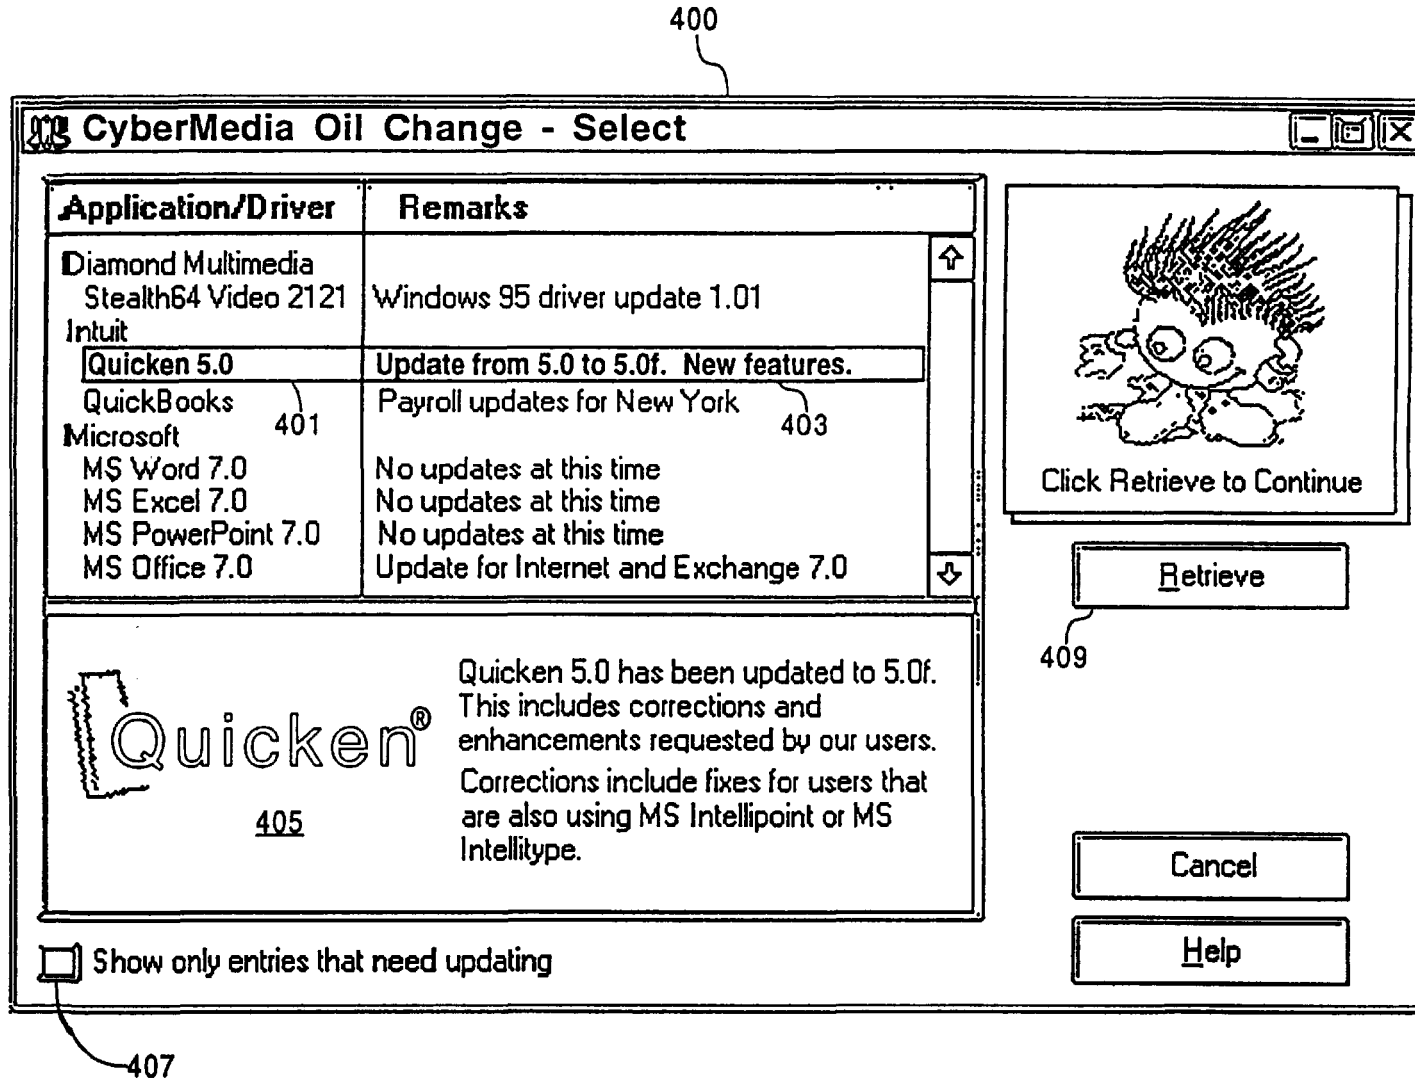 400
CyberMedia Oil Change - Select
Application/Driver Remarks
Diamond Multimedia
Stealth64 Video 2121 Windows 95 driver update 1.01
Intuit
Quicken 5.0 Update from 5.0 to 5.0f. New features.
QuickBooks Payroll updates for New York
401 403
Microsoft
MS Word 7.0 No updates at this time
MS Excel 7.0 No updates at this time
MS PowerPoint 7.0 No updates at this time
MS Office 7.0 Update for Internet and Exchange 7.0
Click Retrieve to Continue
Retrieve
409
Quicken®
405
Quicken 5.0 has been updated to 5.0f.
This includes corrections and
enhancements requested by our users.
Corrections include fixes for users that
are also using MS Intellipoint or MS
Intellitype.
Cancel
Help
Show only entries that need updating
407